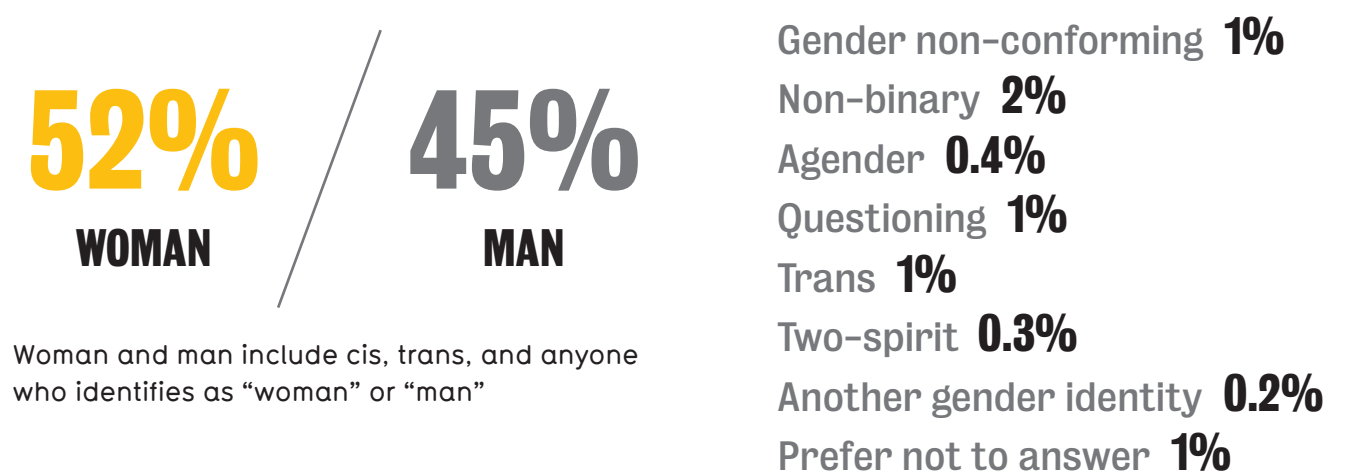 52%
WOMAN
45%
MAN
Woman and man include cis, trans, and anyone
who identifies as “woman” or “man”
Gender non-conforming 1%
Non-binary 2%
Agender 0.4%
Questioning 1%
Trans 1%
Two-spirit 0.3%
Another gender identity 0.2%
Prefer not to answer 1%